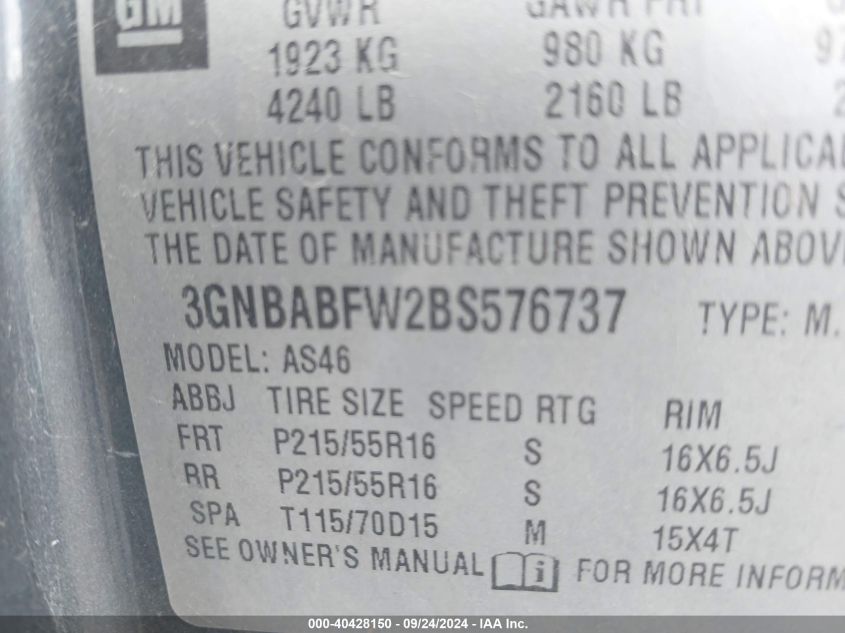 GM
GVWR GAWR FRT
1923 KG 980 KG
4240 LB 2160 LB
THIS VEHICLE CONFORMS TO ALL
VEHICLE SAFETY AND THEFT PREVENTION
THE DATE OF MANUFACTURE SHOWN
3GNBABFW2BS576737 TYPE: M.
MODEL: AS46
ABBJ TIRE SIZE SPEED RTG RIM
FRT P215/55R16 S 16X6.5J
RR P215/55R16 S 16X6.5J
SPA T115/70D15 M 15X4T
SEE OWNER'S MANUAL i FOR MORE
000-40428150 - 09/24/2024 - IAA Inc.